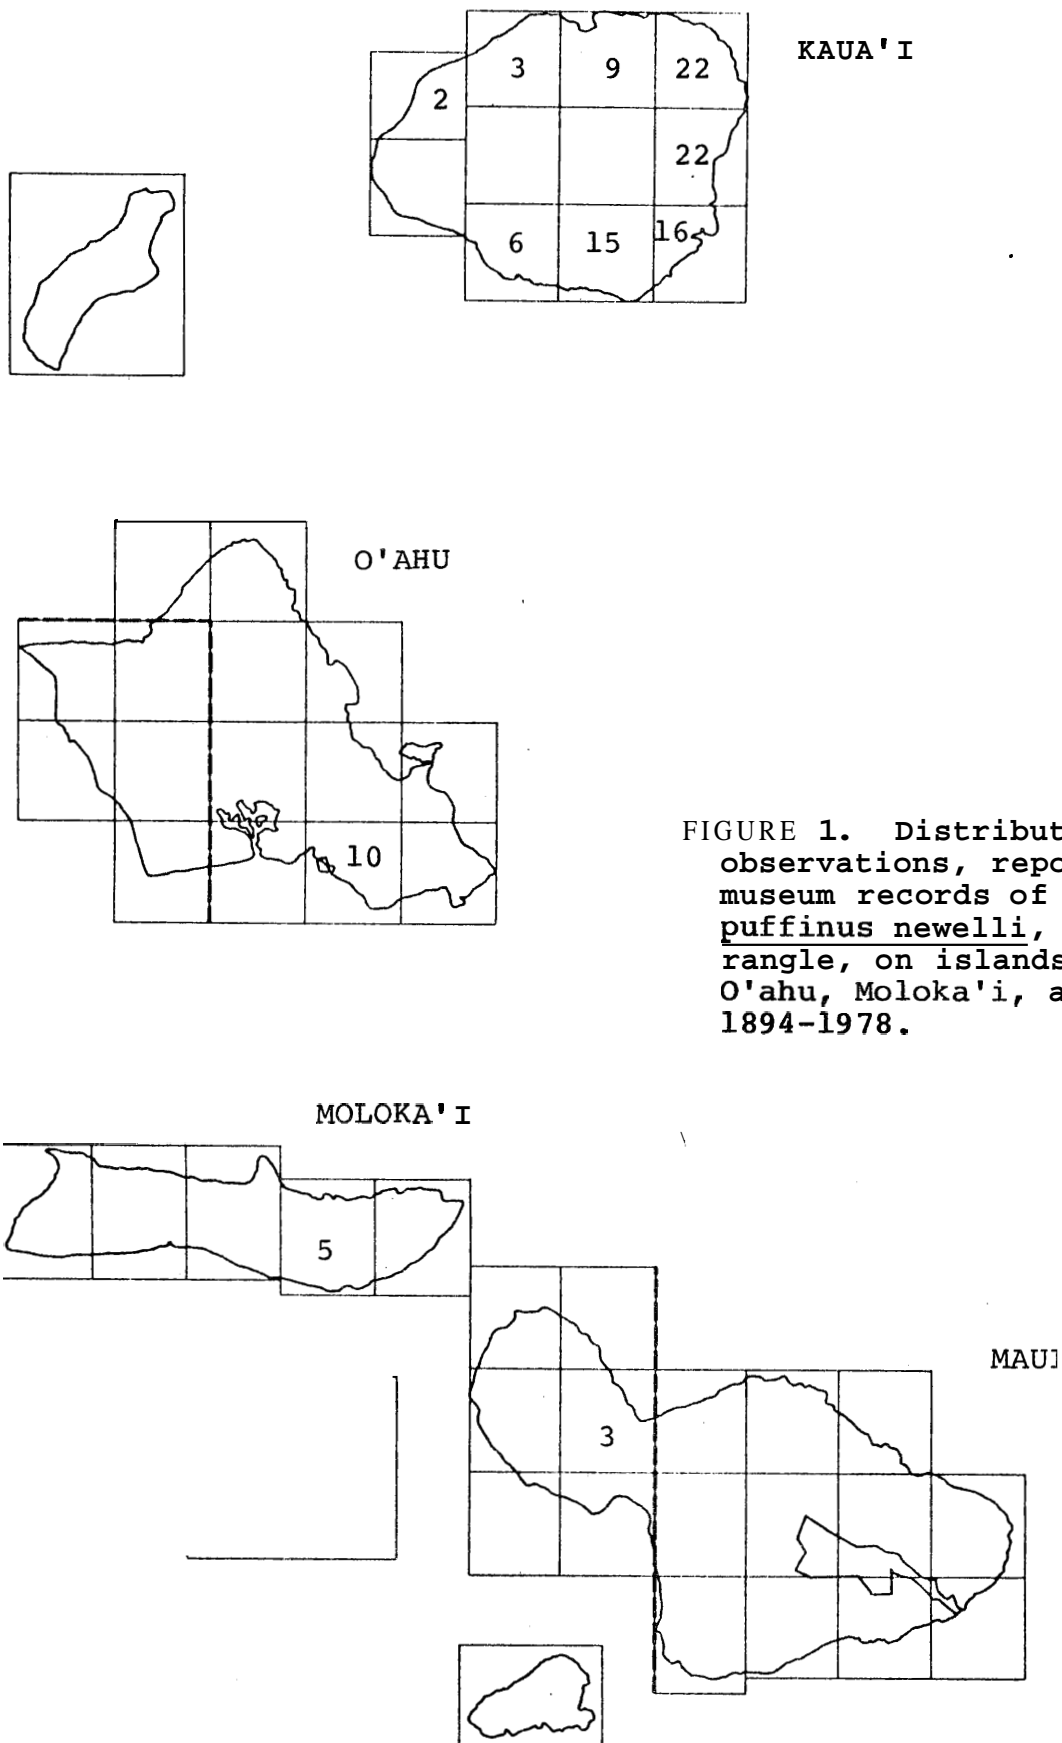 KAUA'I
3 9 22
2
22
6 15 16
O'AHU
10
FIGURE 1. Distribut
observations, repo
museum records of
puffinus newelli,
rangle, on islands
O'ahu, Moloka'i, a
1894-1978.
MOLOKA'I
5
MAUI
3